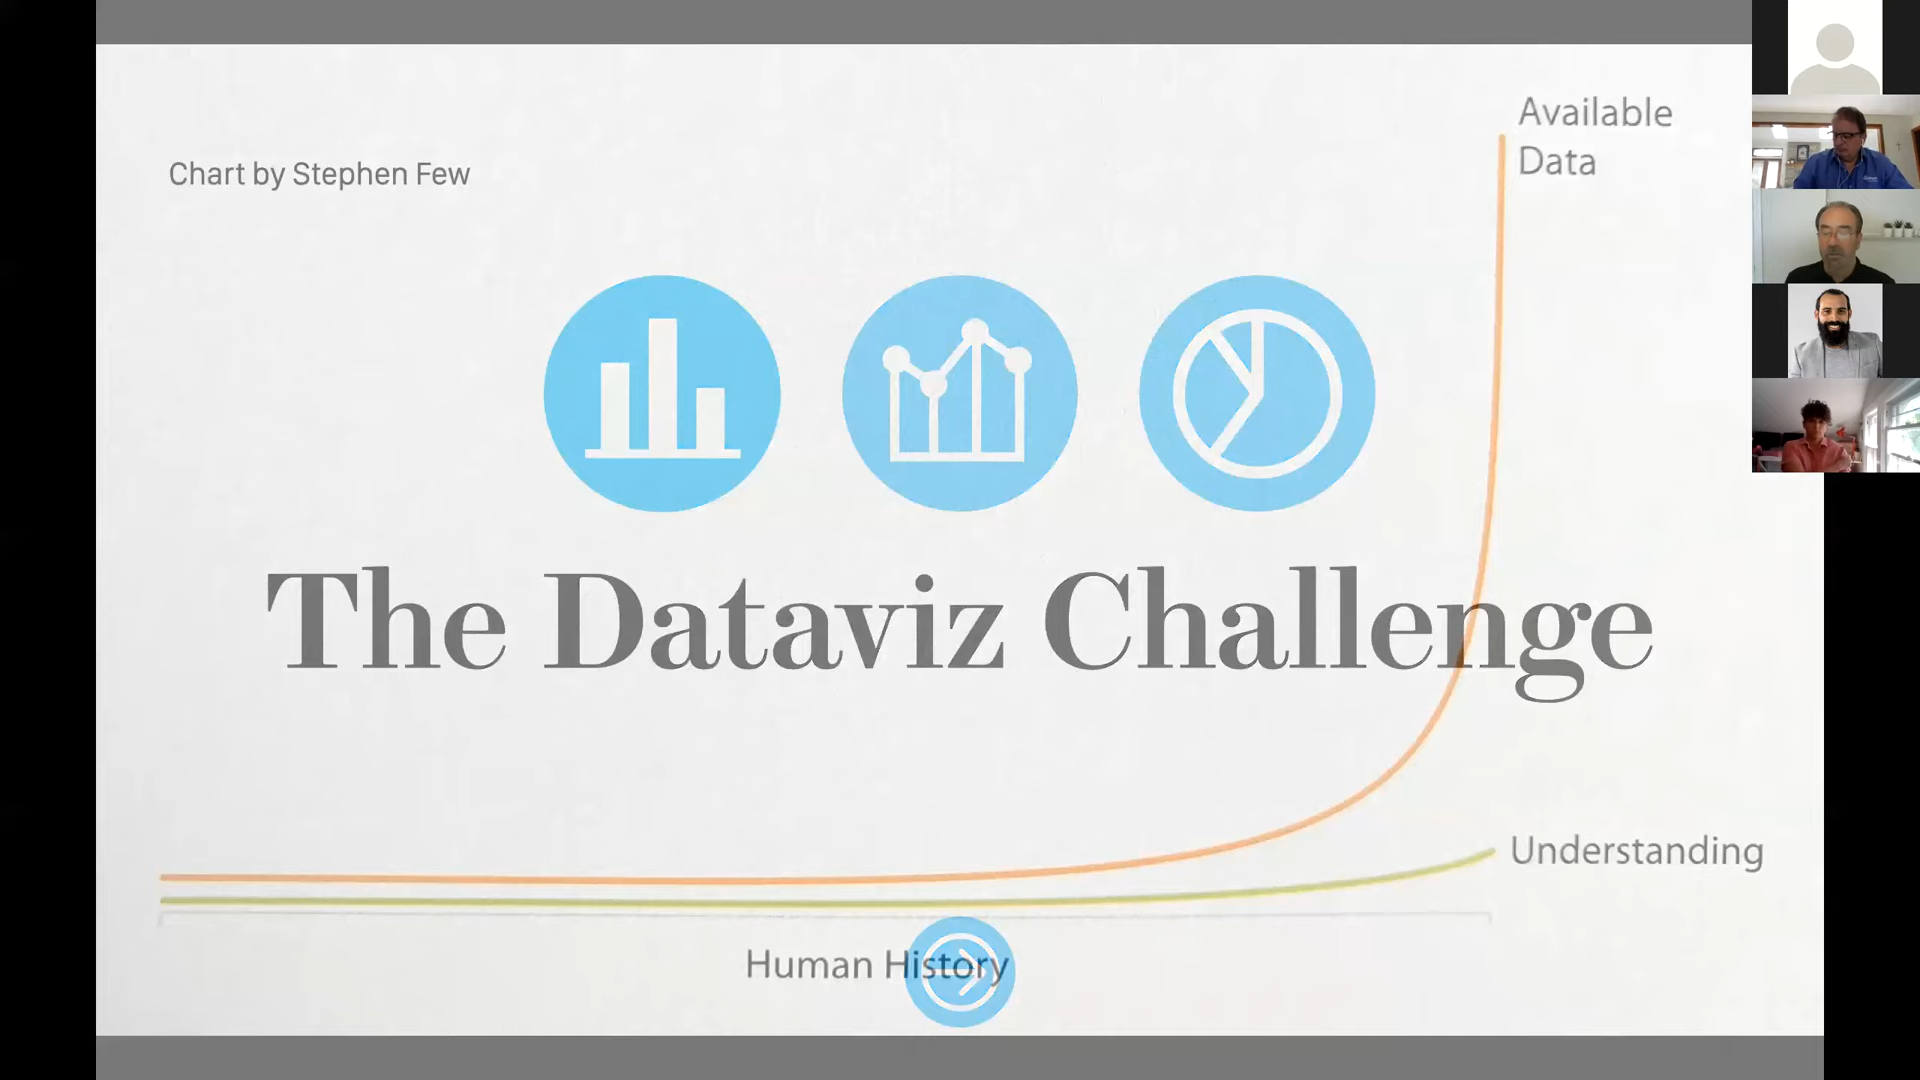 Available
Data
Chart by Stephen Few
The Dataviz Challenge
Understanding
Human History